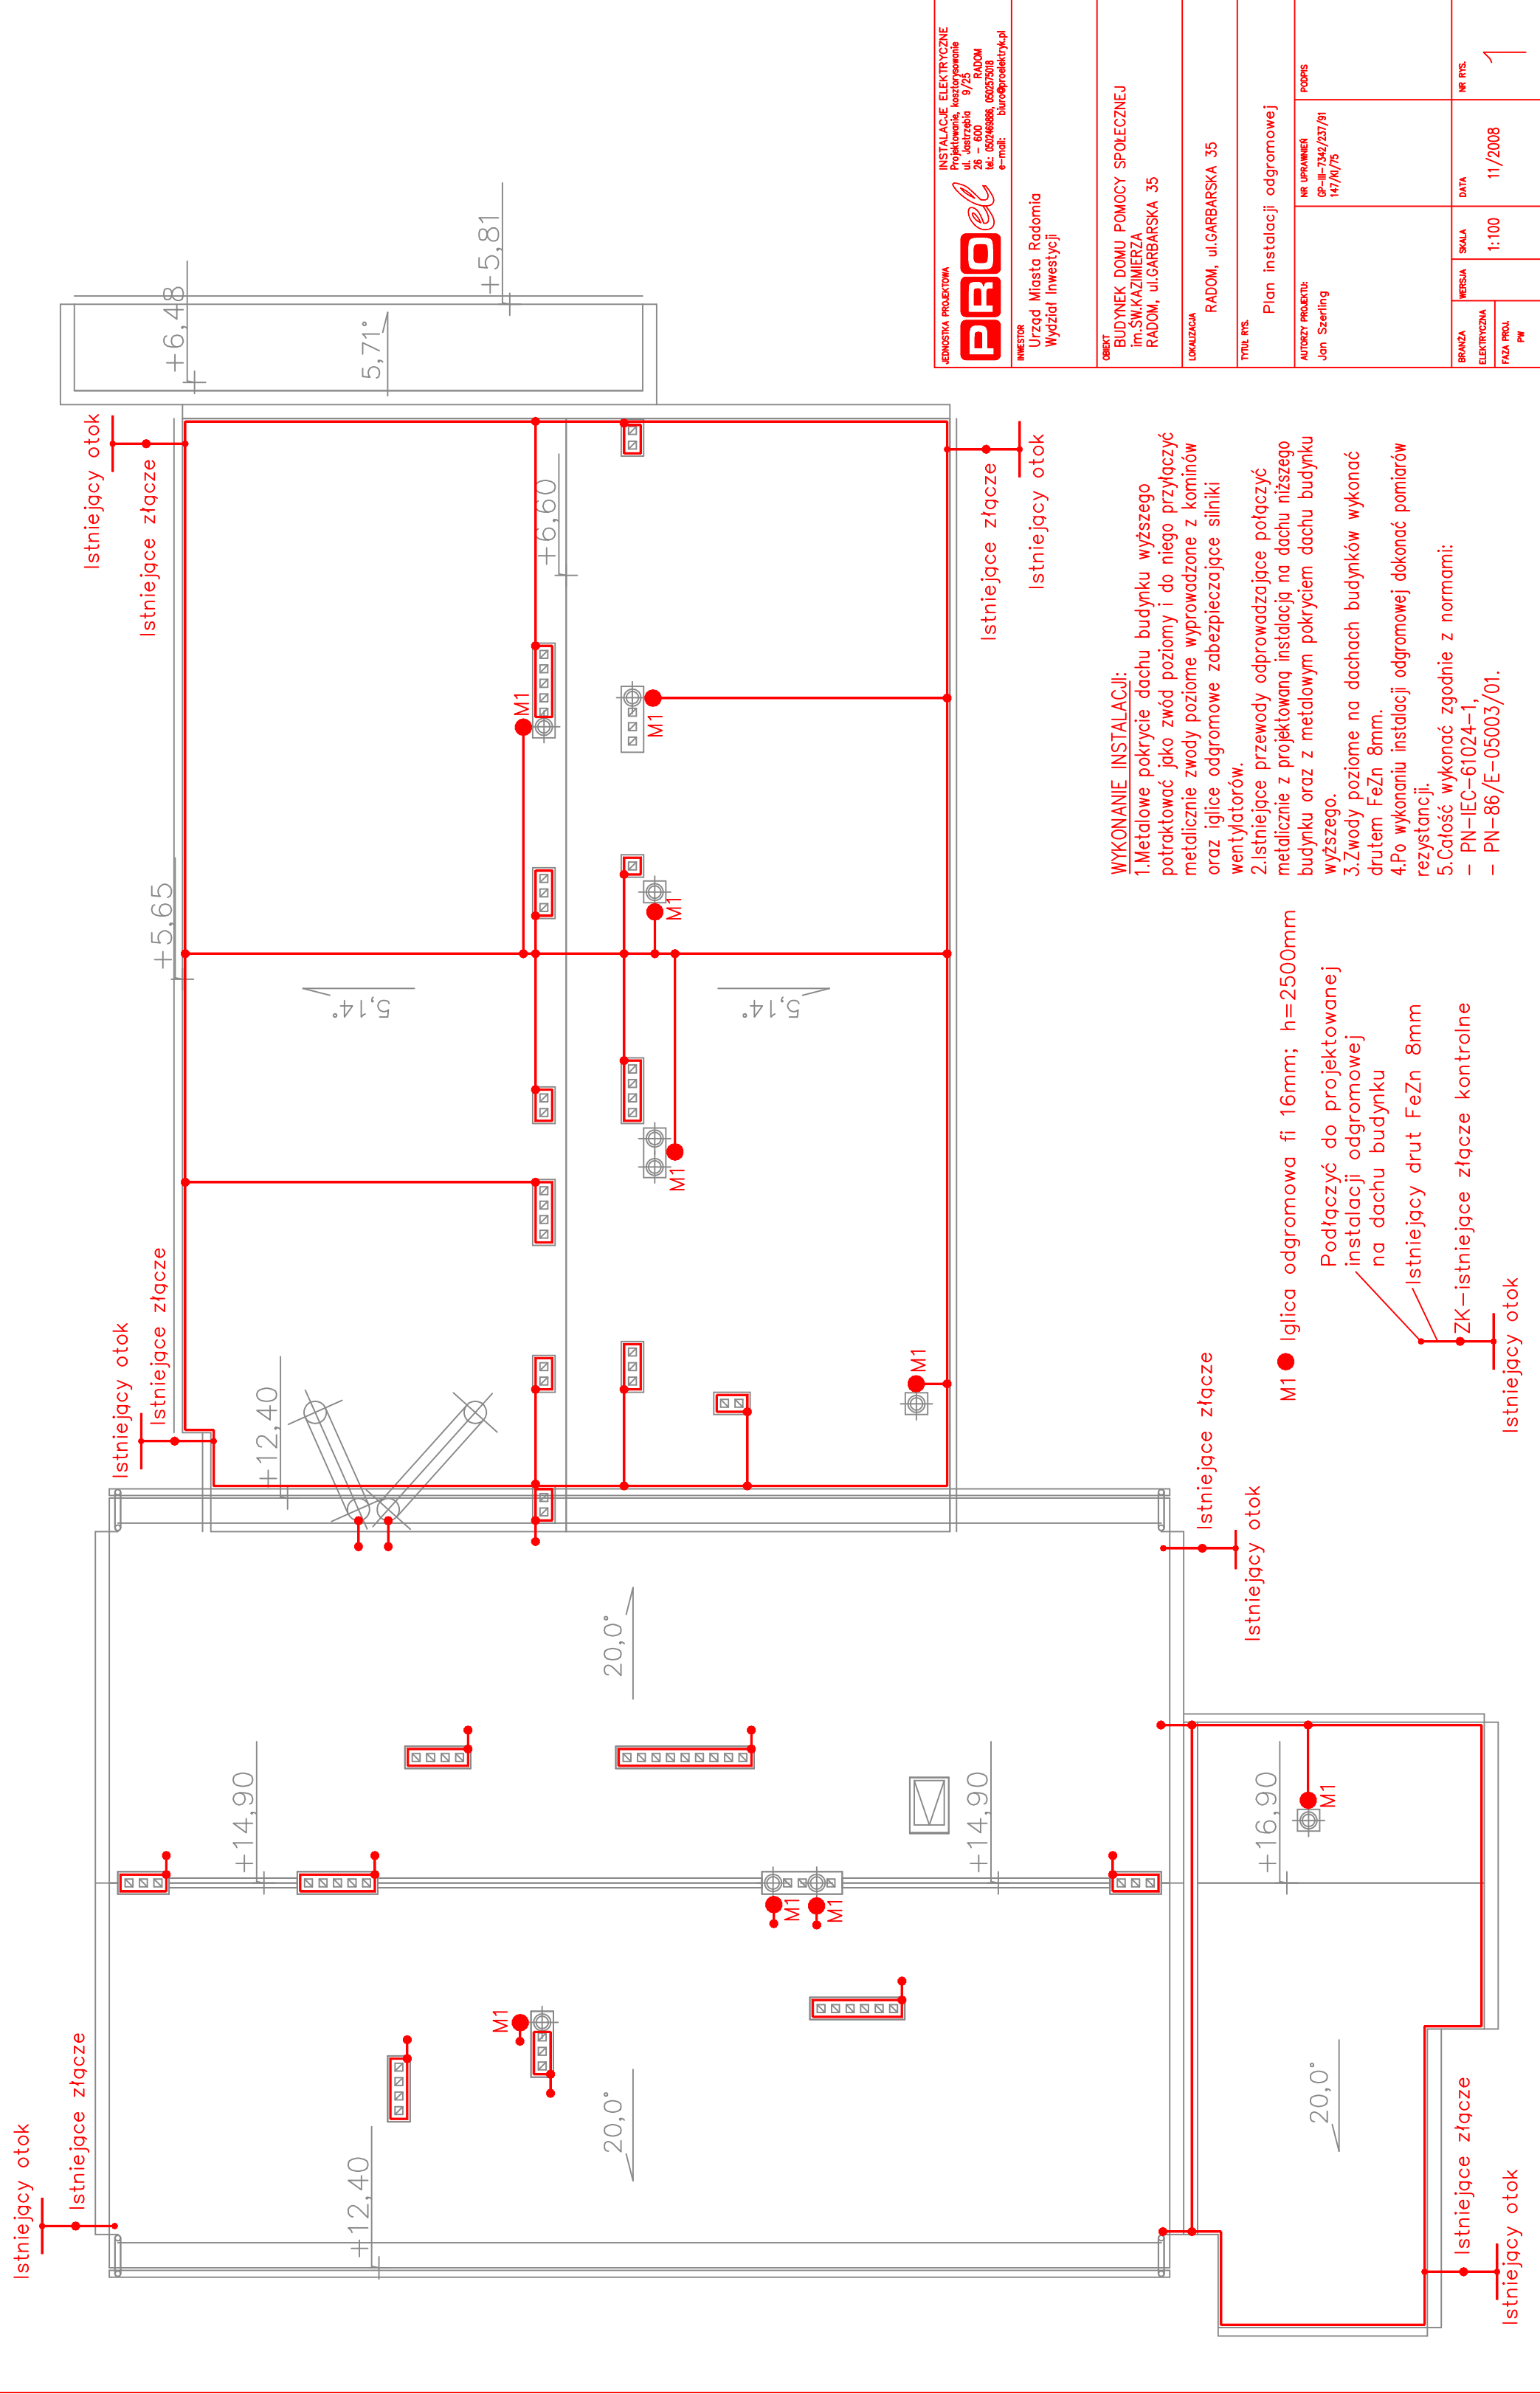 Istniejący otok
Istniejące złącze
+12,40
20,0°
M1
+14,90
M1
M1
+14,90
20,0°
Istniejący otok
Istniejące złącze
20,0°
+16,90
M1
Istniejące złącze
Istniejący otok
Istniejący otok
Istniejące złącze
+12,40
Istniejące złącze
Istniejący otok
M1
M1
M1
5,14°
5,14°
+5,65
M1
M1
+6,60
Istniejący otok
Istniejące złącze
Istniejące złącze
Istniejący otok
+6,48
5,71°
+5,81
M1 Iglica odgromowa fi 16mm; h=2500mm
Podłączyć do projektowanej
instalacji odgromowej
na dachu budynku
Istniejący drut FeZn 8mm
ZK-istniejące złącze kontrolne
Istniejący otok
WYKONANIE INSTALACJI:
1.Metalowe pokrycie dachu budynku wyższego
potraktować jako zwód poziomy i do niego przyłączyć
metalicznie zwody poziome wyprowadzone z kominów
oraz iglice odgromowe zabezpieczające silniki
wentylatorów.
2.Istniejące przewody odprowadzające połączyć
metalicznie z projektowaną instalacją na dachu niższego
budynku oraz z metalowym pokryciem dachu budynku
wyższego.
3.Zwody poziome na dachach budynków wykonać
drutem FeZn 8mm.
4.Po wykonaniu instalacji odgromowej dokonać pomiarów
rezystancji.
5.Całość wykonać zgodnie z normami:
- PN-IEC-61024-1,
- PN-86/E-05003/01.
JEDNOSTKA PROJEKTOWA
PROel
INSTALACJE ELEKTRYCZNE
Projektowanie, kosztorysowanie
ul. Jastrzębia 9/25
26 - 600 RADOM
tel.: 0502469886, 0502575018
e-mail: biuro@proelektryk.pl
INWESTOR
Urząd Miasta Radomia
Wydział Inwestycji
OBIEKT
BUDYNEK DOMU POMOCY SPOŁECZNEJ
im.ŚW.KAZIMIERZA
RADOM, ul.GARBARSKA 35
LOKALIZACJA
RADOM, ul.GARBARSKA 35
TYTUŁ RYS.
Plan instalacji odgromowej
AUTORZY PROJEKTU:
Jan Szerling
NR UPRAWNIEŃ
GP-III-7342/237/91
147/KI/75
PODPIS
BRANŻA
ELEKTRYCZNA
FAZA PROJ.
PW
WERSJA
SKALA
1:100
DATA
11/2008
NR RYS.
1